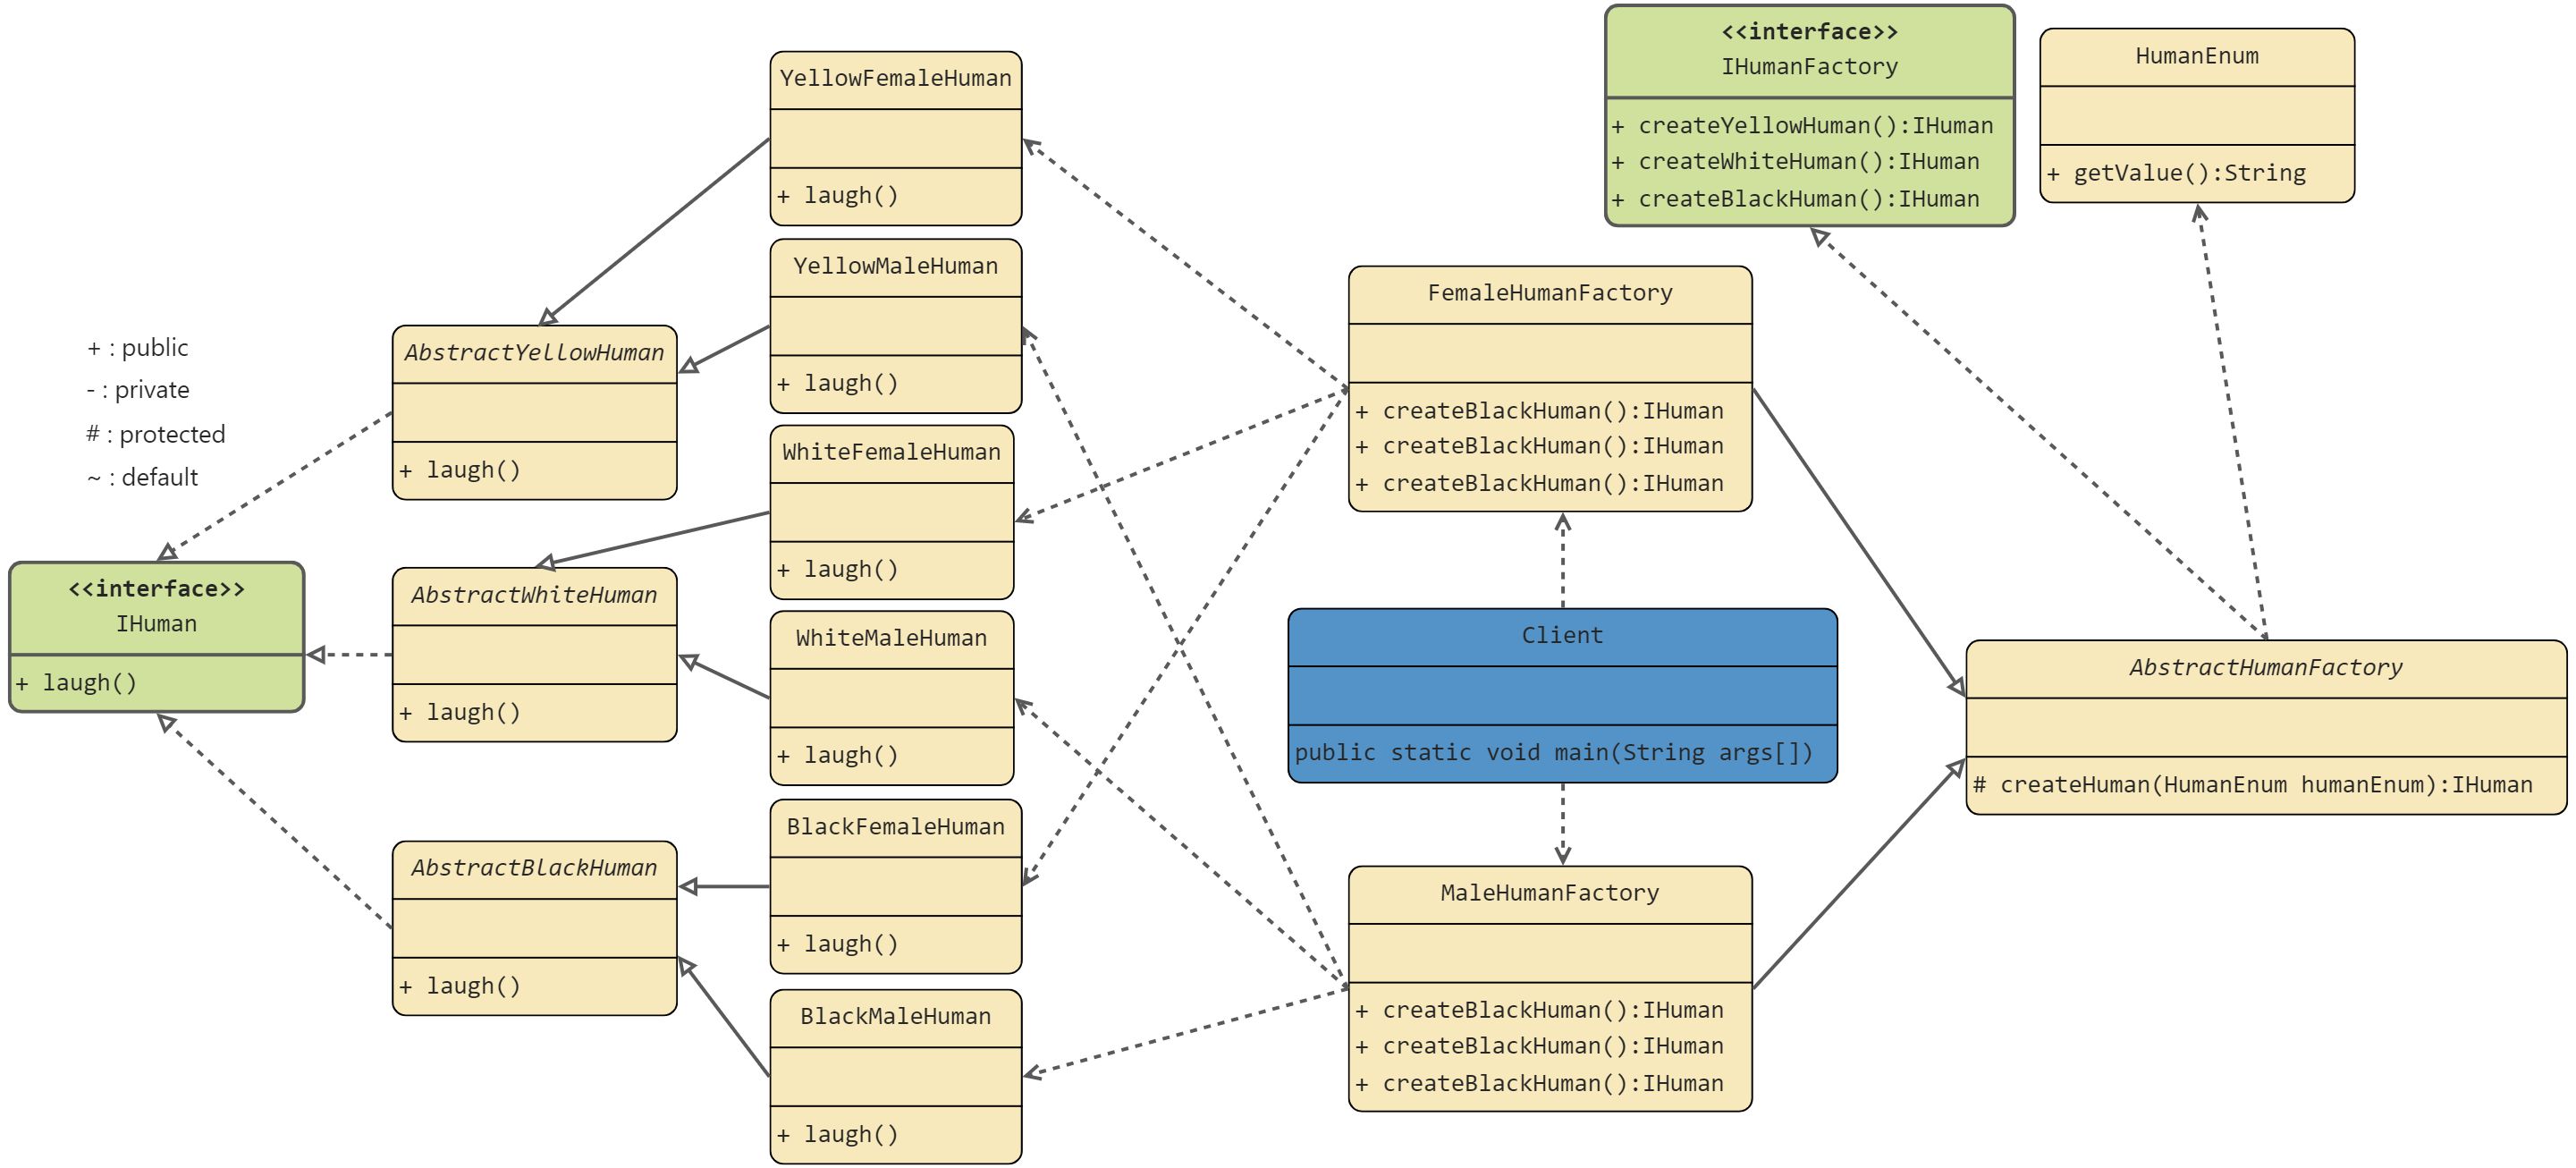 + : public
- : private
# : protected
~ : default
<<interface>>
IHuman
+ laugh()
AbstractYellowHuman
+ laugh()
AbstractWhiteHuman
+ laugh()
AbstractBlackHuman
+ laugh()
YellowFemaleHuman
+ laugh()
YellowMaleHuman
+ laugh()
WhiteFemaleHuman
+ laugh()
WhiteMaleHuman
+ laugh()
BlackFemaleHuman
+ laugh()
BlackMaleHuman
+ laugh()
FemaleHumanFactory
+ createBlackHuman():IHuman
+ createBlackHuman():IHuman
+ createBlackHuman():IHuman
Client
public static void main(String args[])
MaleHumanFactory
+ createBlackHuman():IHuman
+ createBlackHuman():IHuman
+ createBlackHuman():IHuman
<<interface>>
IHumanFactory
+ createYellowHuman():IHuman
+ createWhiteHuman():IHuman
+ createBlackHuman():IHuman
HumanEnum
+ getValue():String
AbstractHumanFactory
# createHuman(HumanEnum humanEnum):IHuman